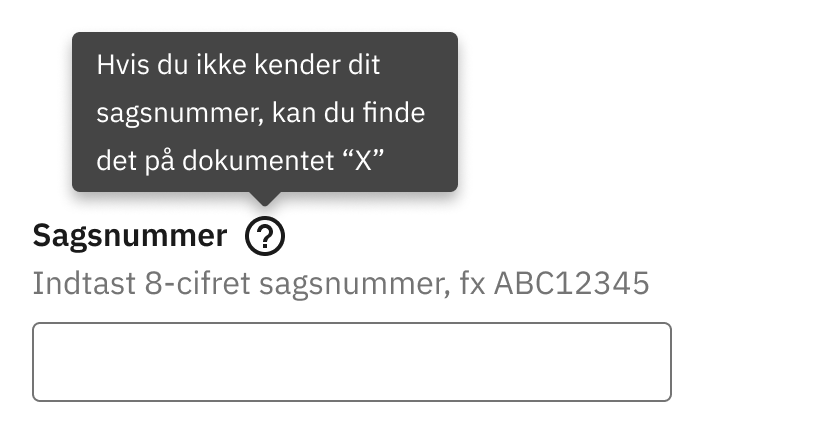 Hvis du ikke kender dit
sagsnummer, kan du finde
det på dokumentet “X”
Sagsnummer ?
Indtast 8-cifret sagsnummer, fx ABC12345